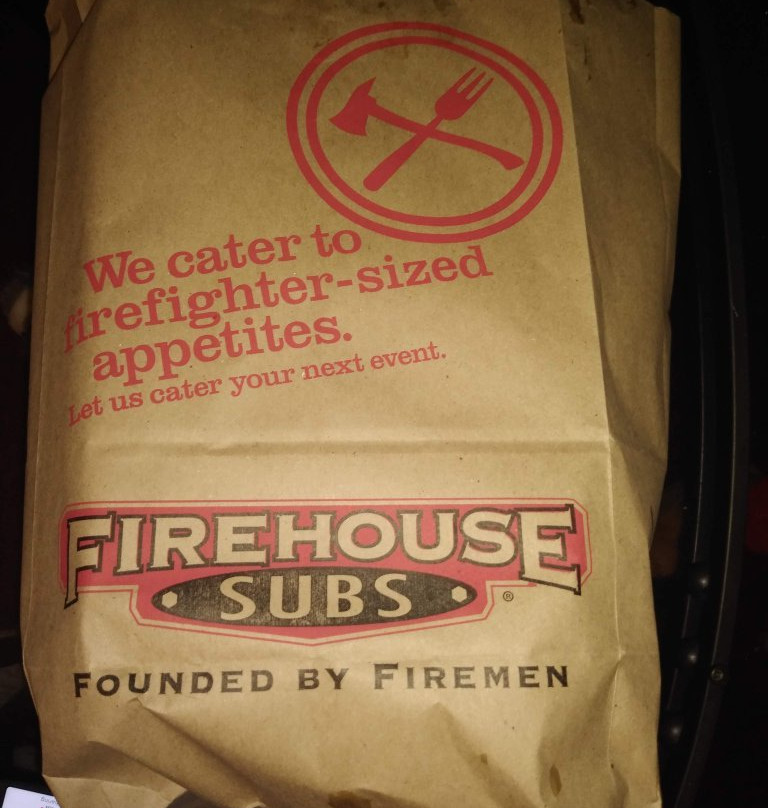 We cater to
firefighter-sized
appetites.
Let us cater your next event.
FIREHOUSE
SUBS ®
FOUNDED BY FIREMEN